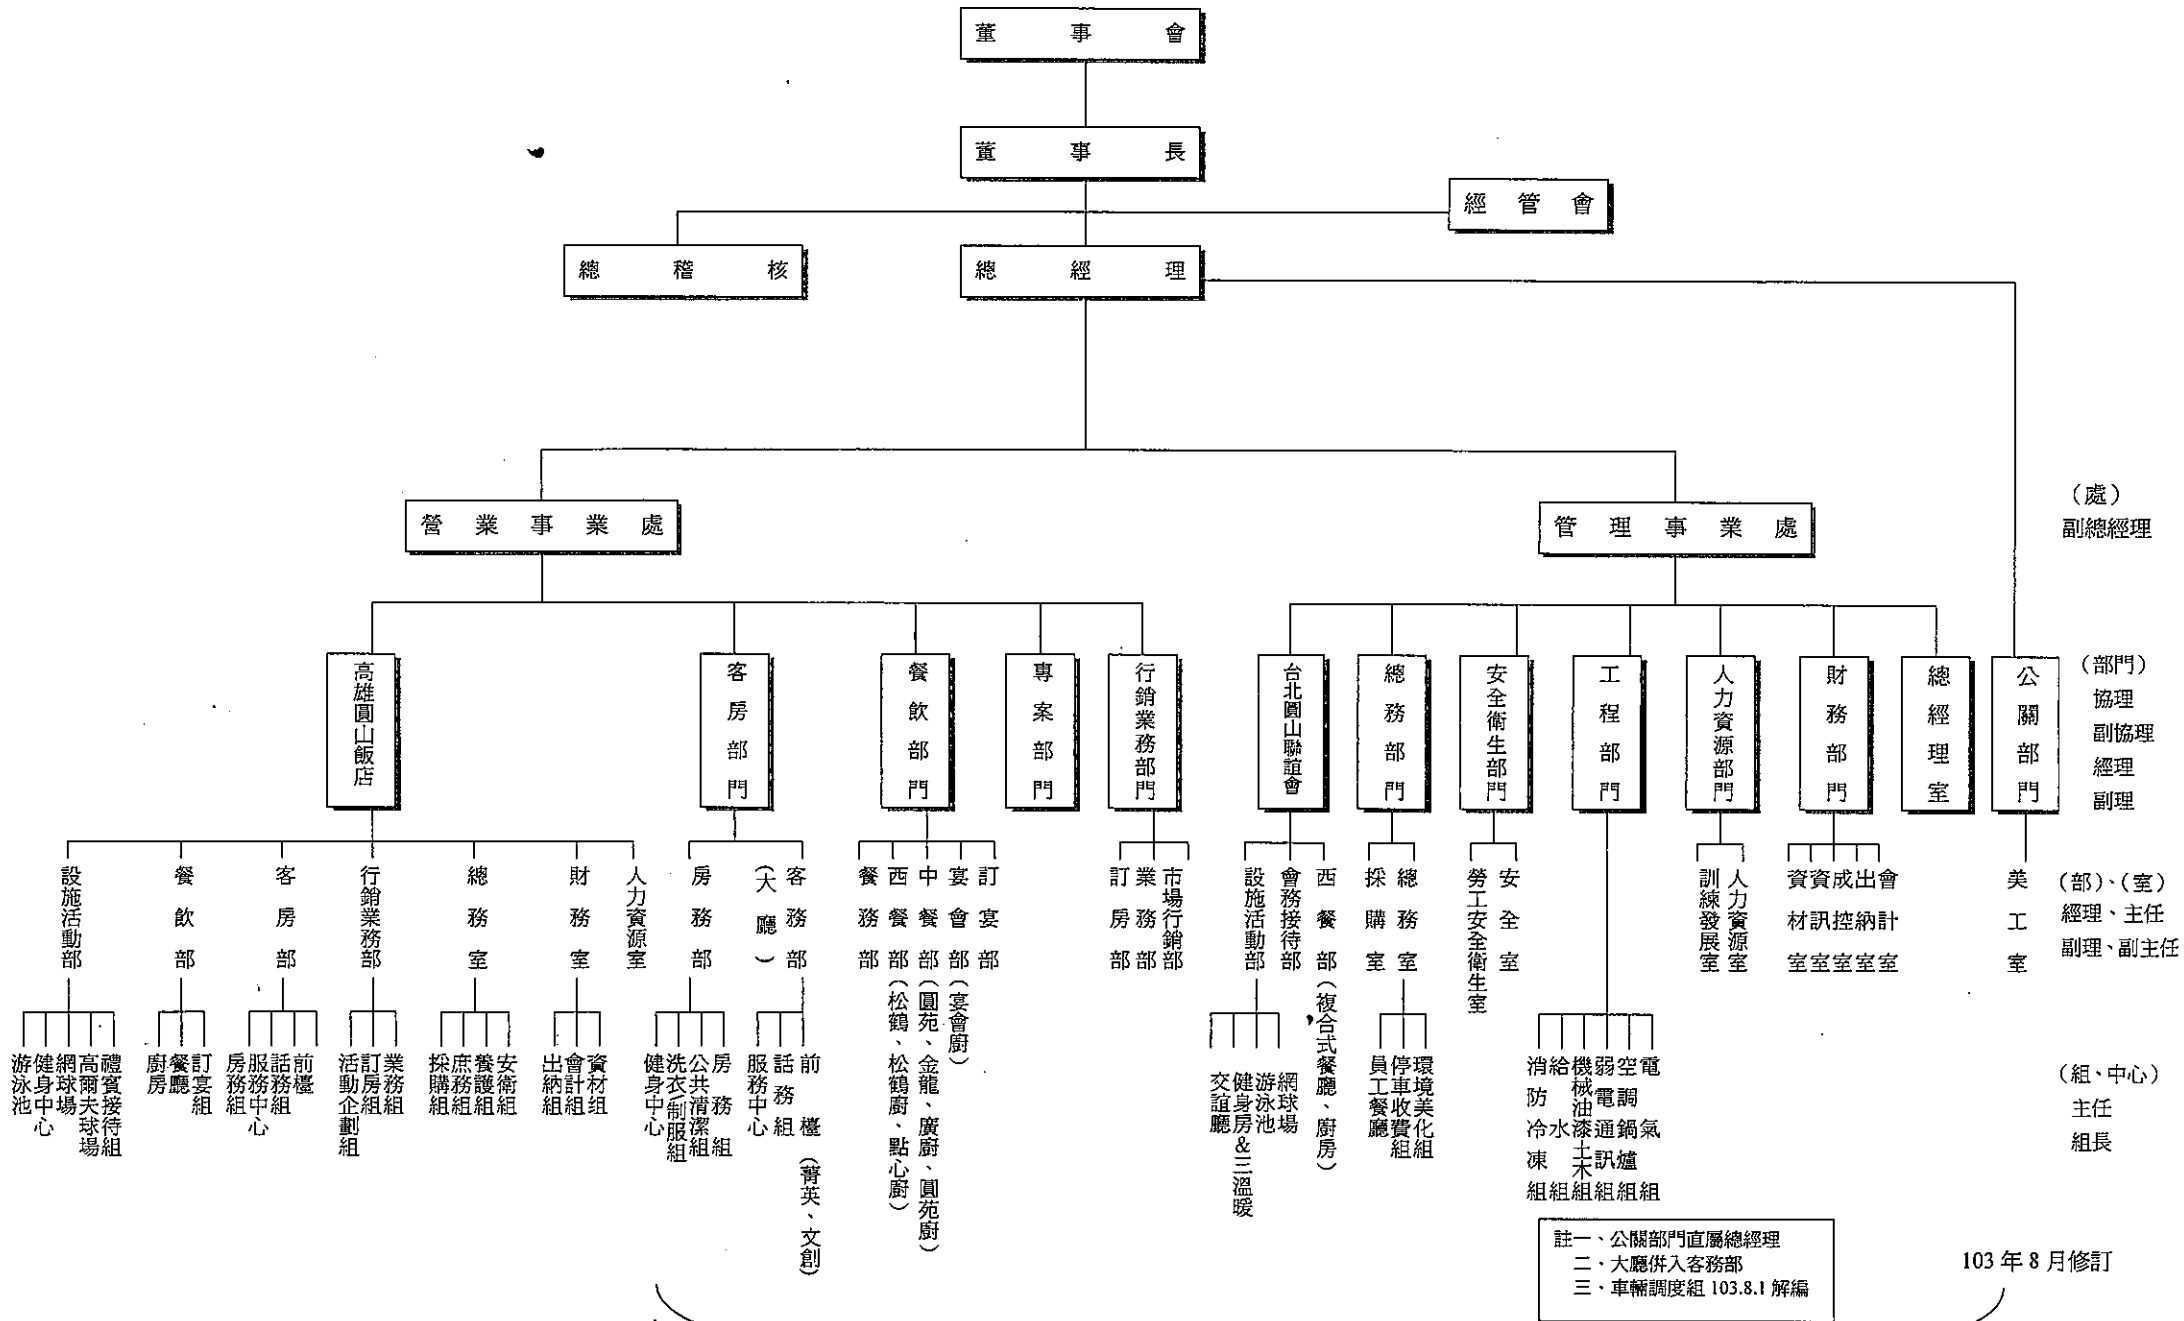 董事會
董事長
經管會
總稽核
總經理
營業事業處
管理事業處
（處）
副總經理
高雄圓山飯店
客房部門
餐飲部門
專案部門
行銷業務部門
台北圓山聯誼會
總務部門
安全衛生部門
工程部門
人力資源部門
財務部門
總經理室
公關部門
（部門）
協理
副協理
經理
副理
設施活動部
餐飲部
客房部
行銷業務部
總務室
財務室
人力資源室
房務部
（大廳）
客務部
餐務部
西餐部（松鶴、松鶴廚、點心廚）
中餐部（圓苑、金龍、廣廚、圓苑廚）
宴會部（宴會廚）
訂宴部
訂房部
業務部
市場行銷部
設施活動部
會務接待部
西餐部（複合式餐廳、廚房）
採購室
總務室
勞工安全衛生室
安全室
訓練發展室
人力資源室
資材室
資訊室
成控室
出納室
會計室
美工室
（部）、（室）
經理、主任
副理、副主任
游泳池
健身中心
網球場
高爾夫球場
禮賓接待組
廚房
餐廳
訂宴組
房務組
服務中心
話務組
前檯
活動企劃組
訂房組
業務組
採購組
庶務組
養護組
安衛組
出納組
會計組
資材組
健身中心
洗衣/制服組
公共清潔組
房務組
服務中心
話務組
前檯（菁英、文創）
交誼廳
健身房&三溫暖
游泳池
網球場
員工餐廳
停車收費組
環境美化組
消防冷凍組
給水組
機械油漆土木組
弱電通訊組
空調鍋爐組
電氣組
（組、中心）
主任
組長
註一、公關部門直屬總經理
二、大廳併入客務部
三、車輛調度組 103.8.1 解編
103 年 8 月修訂